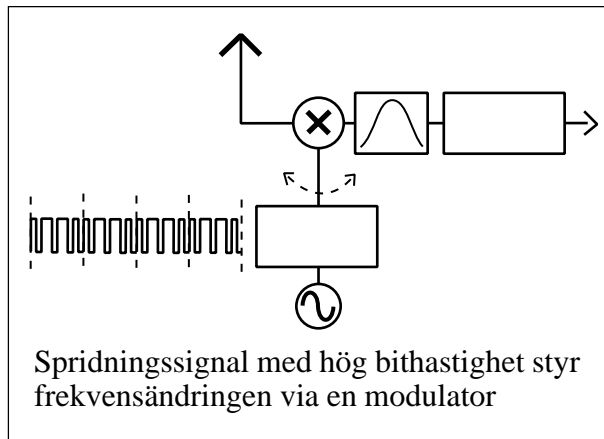 Spridningssignal med hög bithastighet styr
frekvensändringen via en modulator